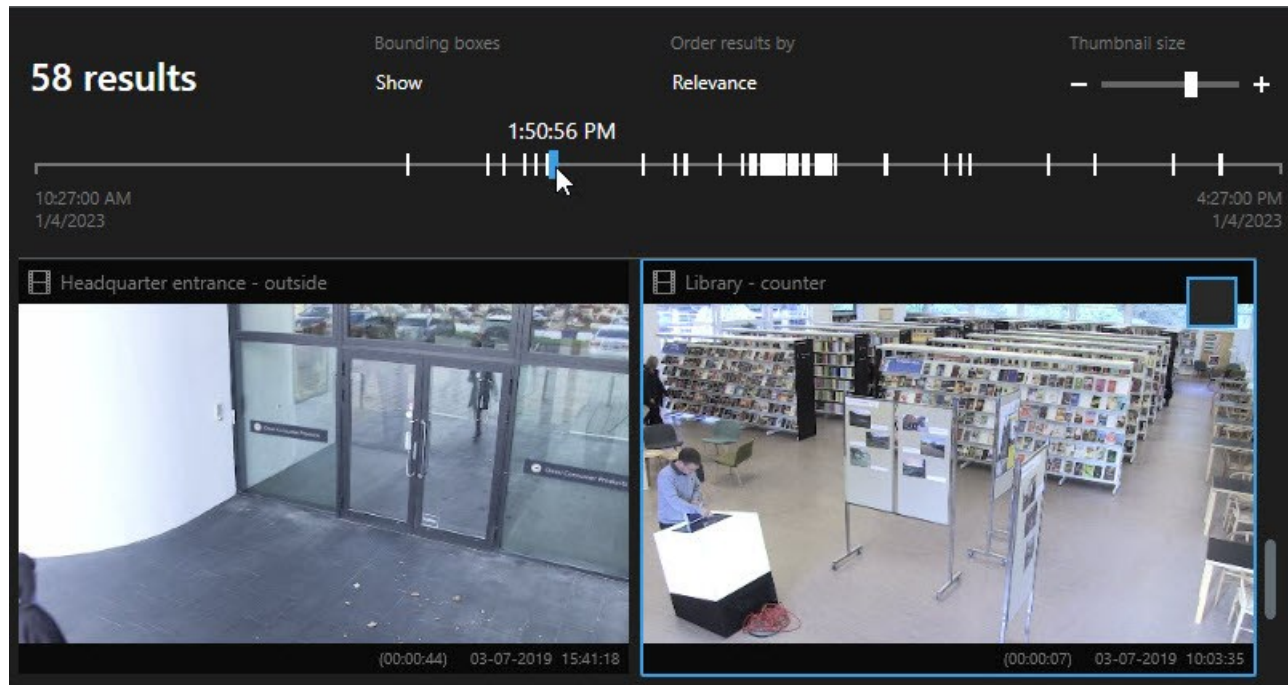 58 results
Bounding boxes
Show
Order results by
Relevance
Thumbnail size
− +
1:50:56 PM
10:27:00 AM
1/4/2023
4:27:00 PM
1/4/2023
Headquarter entrance - outside
(00:00:44) 03-07-2019 15:41:18
Library - counter
(00:00:07) 03-07-2019 10:03:35